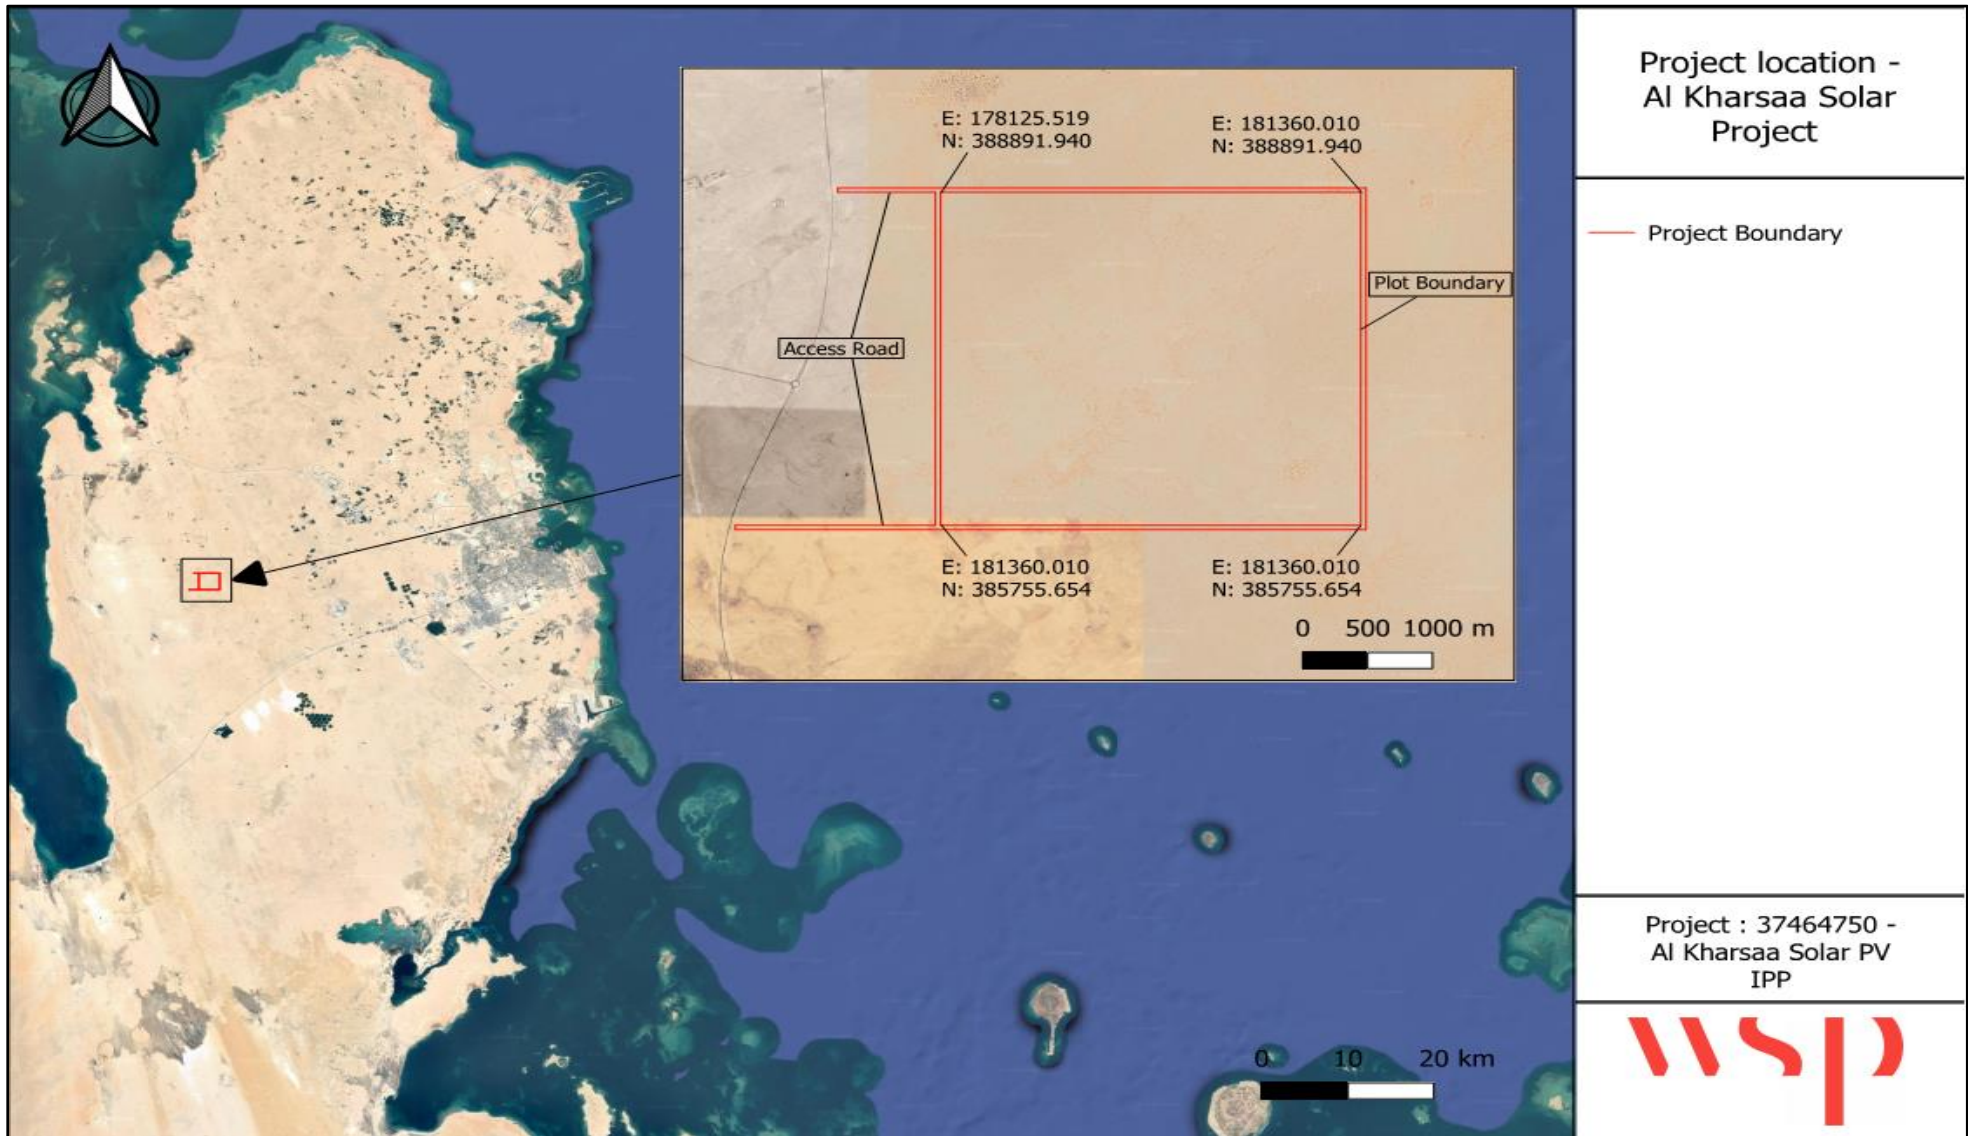 Project location -
Al Kharsaa Solar
Project
Project Boundary
E: 178125.519
N: 388891.940
E: 181360.010
N: 388891.940
Plot Boundary
Access Road
E: 181360.010
N: 385755.654
E: 181360.010
N: 385755.654
0 500 1000 m
0 10 20 km
Project : 37464750 -
Al Kharsaa Solar PV
IPP
wsp